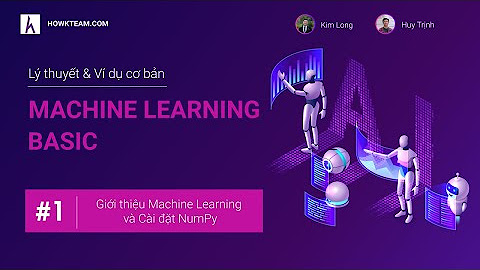 HOWKTEAM.COM
Kim Long
Huy Trịnh
Lý thuyết & Ví dụ cơ bản
MACHINE LEARNING
BASIC
#1
Giới thiệu Machine Learning
và Cài đặt NumPy
AI